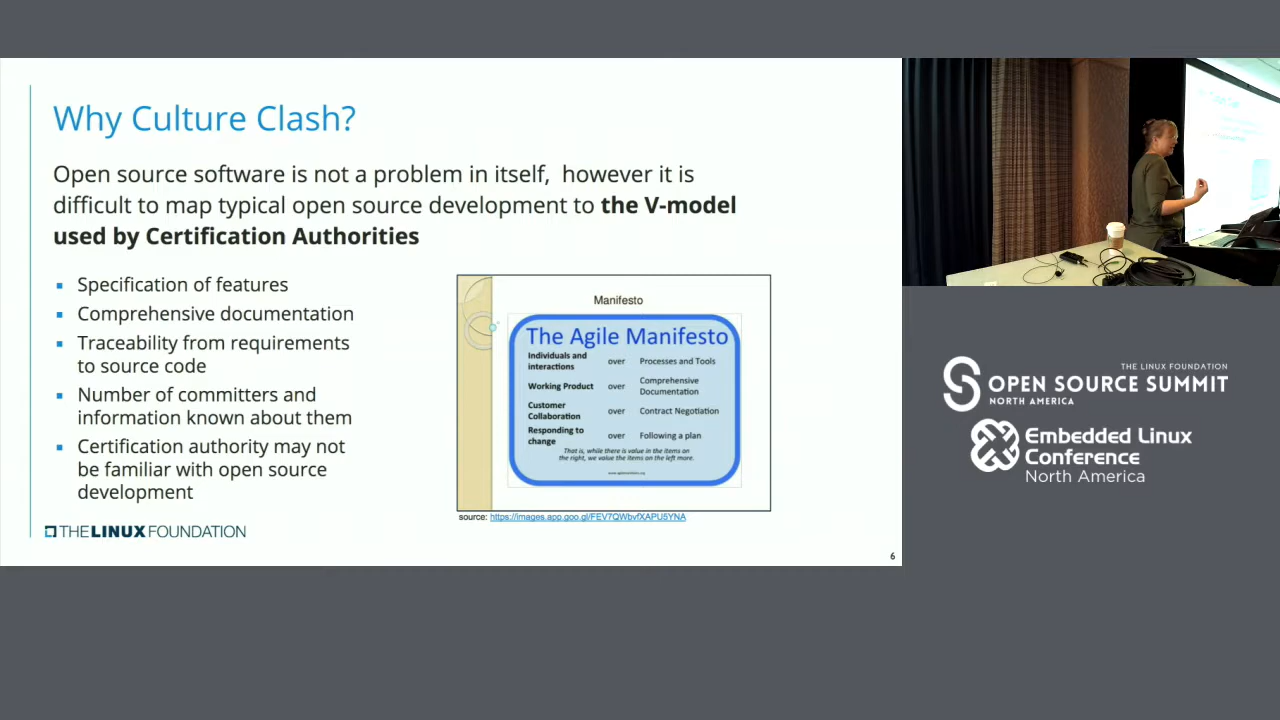 Why Culture Clash?
Open source software is not a problem in itself,  however it is
difficult to map typical open source development to the V-model
used by Certification Authorities
Specification of features
Comprehensive documentation
Traceability from requirements
to source code
Number of committers and
information known about them
Certification authority may not
be familiar with open source
development
Manifesto
The Agile Manifesto
Individuals and
interactions
over
Processes and Tools
Working Product
over
Comprehensive
Documentation
Customer
Collaboration
over
Contract Negotiation
Responding to
change
over
Following a plan
That is, while there is value in the items on
the right, we value the items on the left more.
www.agilemanifesto.org
source: https://images.app.goo.gl/FEV7QWbvfXAPU5YNA
THE LINUX FOUNDATION
6
THE LINUX FOUNDATION
OPEN SOURCE SUMMIT
NORTH AMERICA
Embedded Linux
Conference
North America